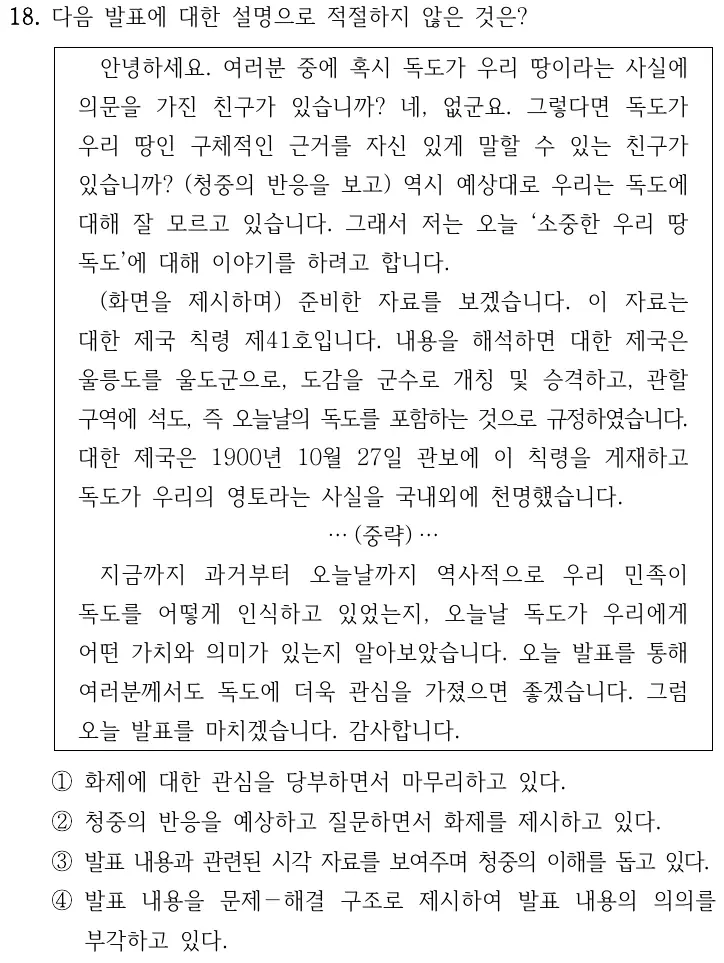 18. 다음 발표에 대한 설명으로 적절하지 않은 것은?
안녕하세요. 여러분 중에 혹시 독도가 우리 땅이라는 사실에
의문을 가진 친구가 있습니까? 네, 없군요. 그렇다면 독도가
우리 땅인 구체적인 근거를 자신 있게 말할 수 있는 친구가
있습니까? (청중의 반응을 보고) 역시 예상대로 우리는 독도에
대해 잘 모르고 있습니다. 그래서 저는 오늘 ‘소중한 우리 땅
독도’에 대해 이야기를 하려고 합니다.
(화면을 제시하며) 준비한 자료를 보겠습니다. 이 자료는
대한 제국 칙령 제41호입니다. 내용을 해석하면 대한 제국은
울릉도를 울도군으로, 도감을 군수로 개칭 및 승격하고, 관할
구역에 석도, 즉 오늘날의 독도를 포함하는 것으로 규정하였습니다.
대한 제국은 1900년 10월 27일 관보에 이 칙령을 게재하고
독도가 우리의 영토라는 사실을 국내외에 천명했습니다.
… (중략) …
지금까지 과거부터 오늘날까지 역사적으로 우리 민족이
독도를 어떻게 인식하고 있었는지, 오늘날 독도가 우리에게
어떤 가치와 의미가 있는지 알아보았습니다. 오늘 발표를 통해
여러분께서도 독도에 더욱 관심을 가졌으면 좋겠습니다. 그럼
오늘 발표를 마치겠습니다. 감사합니다.
① 화제에 대한 관심을 당부하면서 마무리하고 있다.
② 청중의 반응을 예상하고 질문하면서 화제를 제시하고 있다.
③ 발표 내용과 관련된 시각 자료를 보여주며 청중의 이해를 돕고 있다.
④ 발표 내용을 문제－해결 구조로 제시하여 발표 내용의 의의를
부각하고 있다.